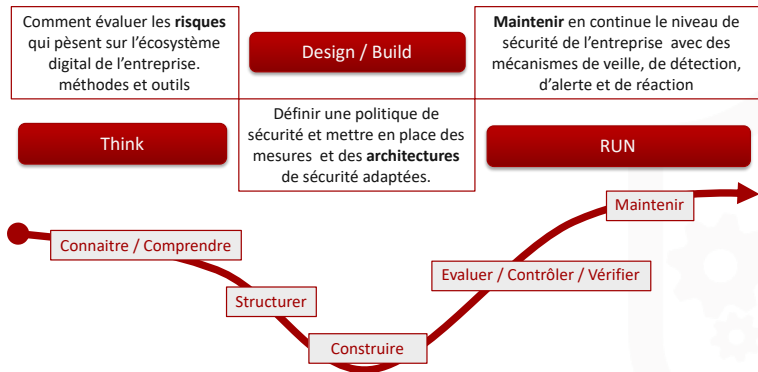 Comment évaluer les risques
qui pèsent sur l'écosystème
digital de l'entreprise.
méthodes et outils
Think
Design / Build
Définir une politique de
sécurité et mettre en place des
mesures et des architectures
de sécurité adaptées.
Maintenir en continue le niveau de
sécurité de l'entreprise avec des
mécanismes de veille, de détection,
d'alerte et de réaction
RUN
Connaitre / Comprendre
Structurer
Construire
Evaluer / Contrôler / Vérifier
Maintenir